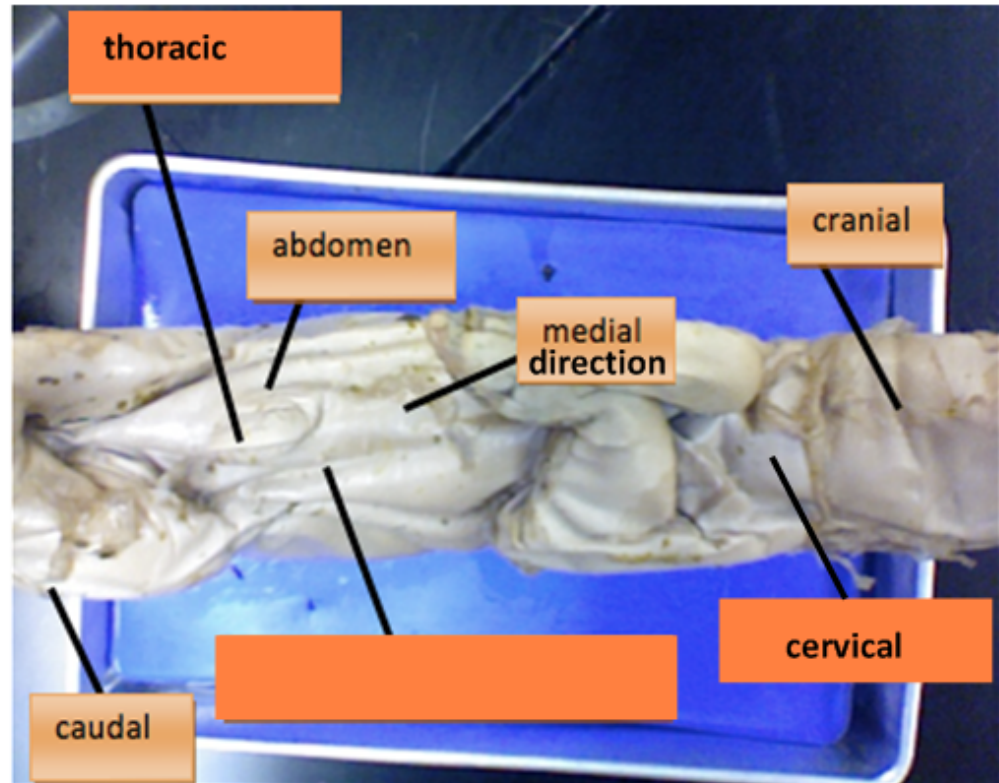 thoracic
abdomen
cranial
medial
direction
cervical
caudal